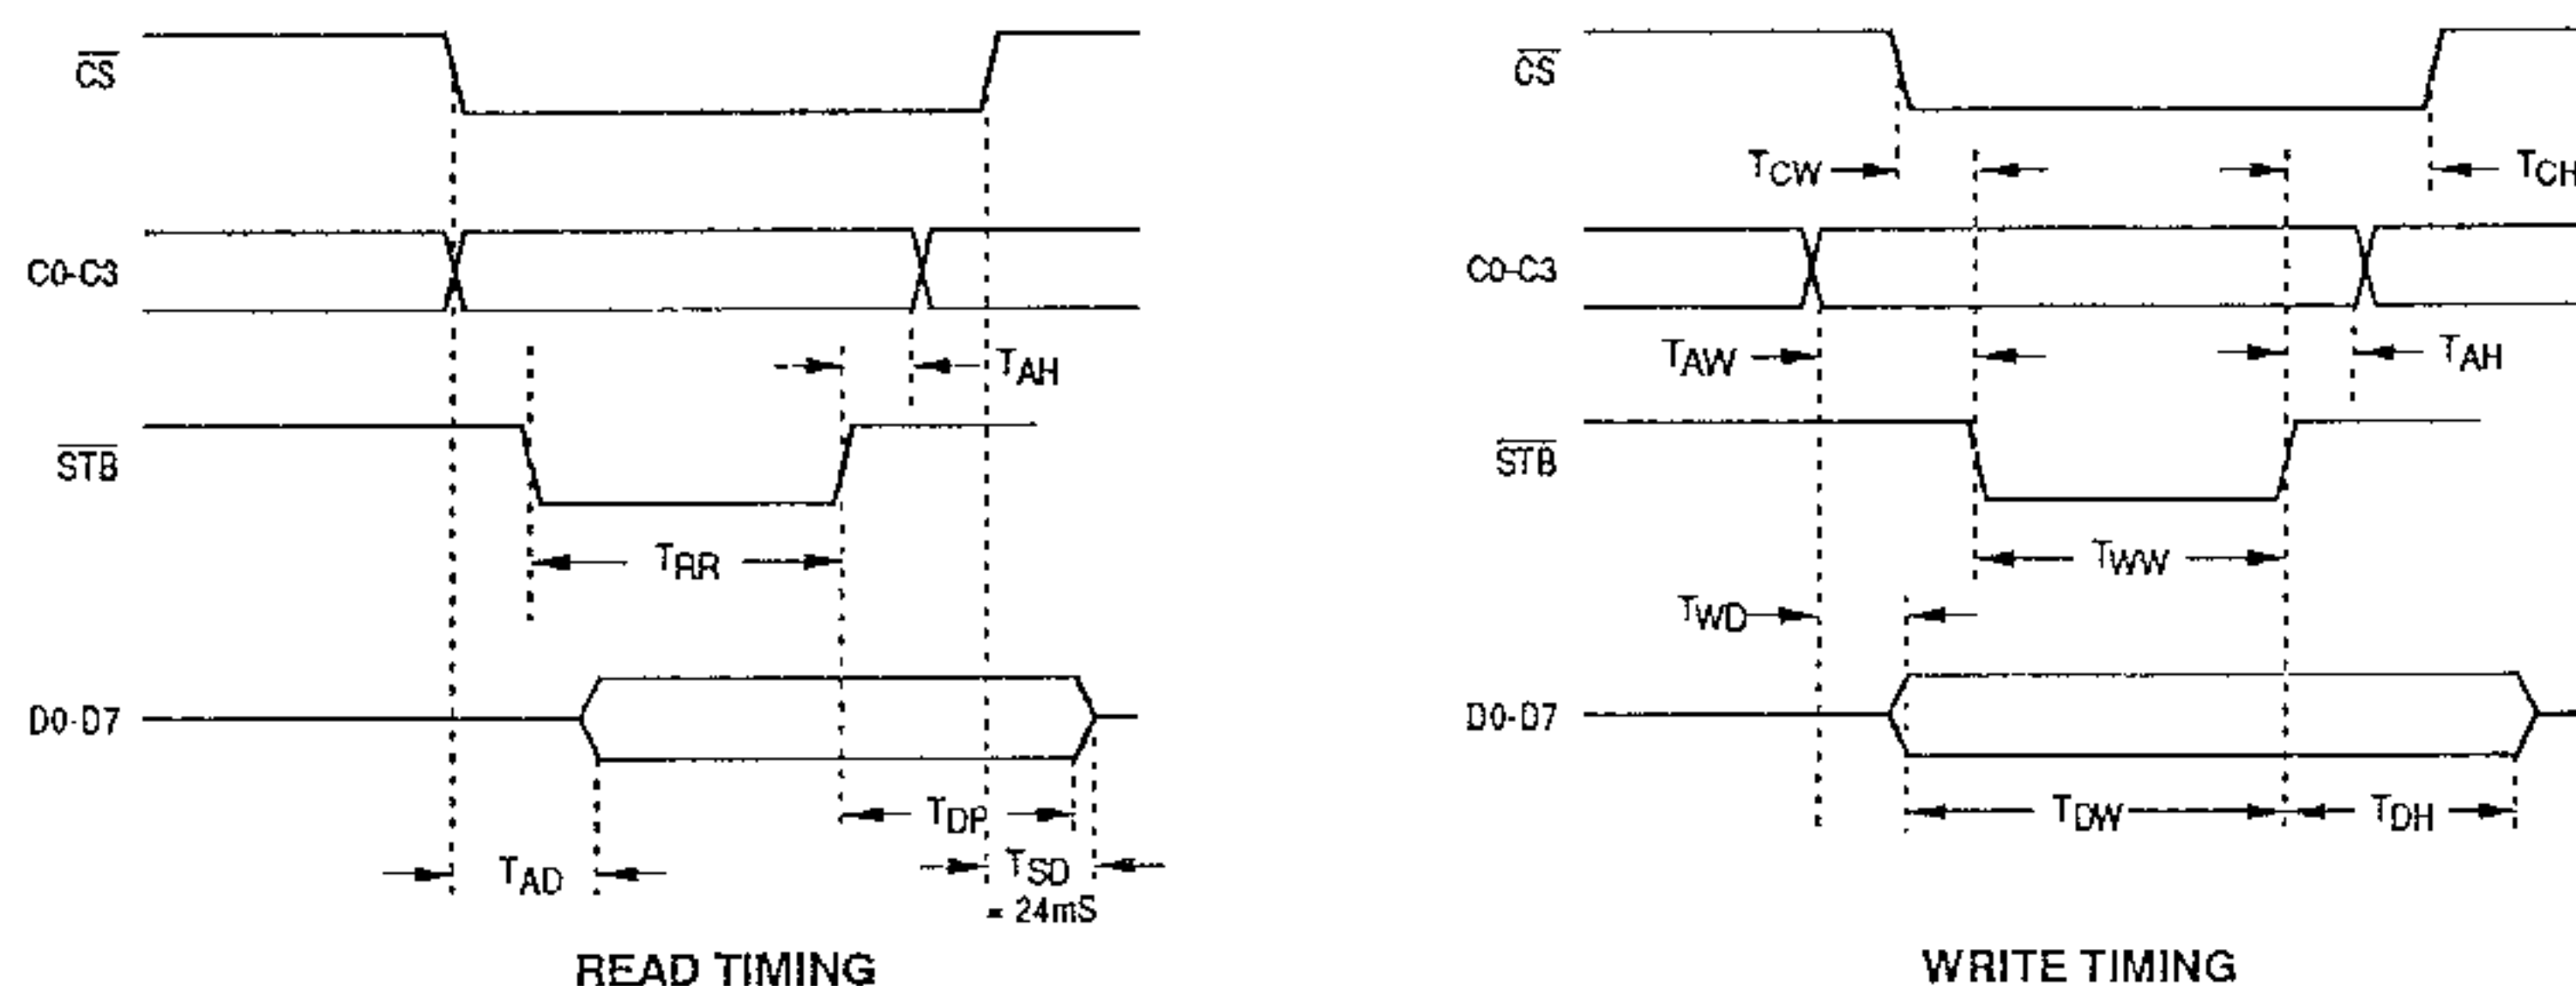 CS
C0-C3
TAH
STB
TRR
D0-D7
TDP
TAD
TSD
= 24mS
READ TIMING
CS
TCW
TCH
C0-C3
TAW
TAH
STB
TWW
TWD
D0-D7
TDW
TDH
WRITE TIMING